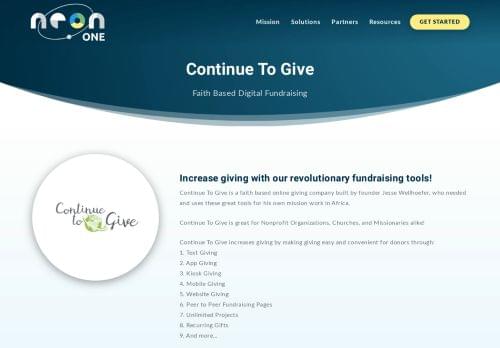 neon
ONE
Mission
Solutions
Partners
Resources
GET STARTED
Continue To Give
Faith Based Digital Fundraising
Continue
to Give
Increase giving with our revolutionary fundraising tools!
Continue To Give is a faith based online giving company built by founder Jesse Wellhoefer, who needed
and uses these great tools for his own mission work in Africa.
Continue To Give is great for Nonprofit Organizations, Churches, and Missionaries alike!
Continue To Give increases giving by making giving easy and convenient for donors through:
1. Text Giving
2. App Giving
3. Kiosk Giving
4. Mobile Giving
5. Website Giving
6. Peer to Peer Fundraising Pages
7. Unlimited Projects
8. Recurring Gifts
9. And more...